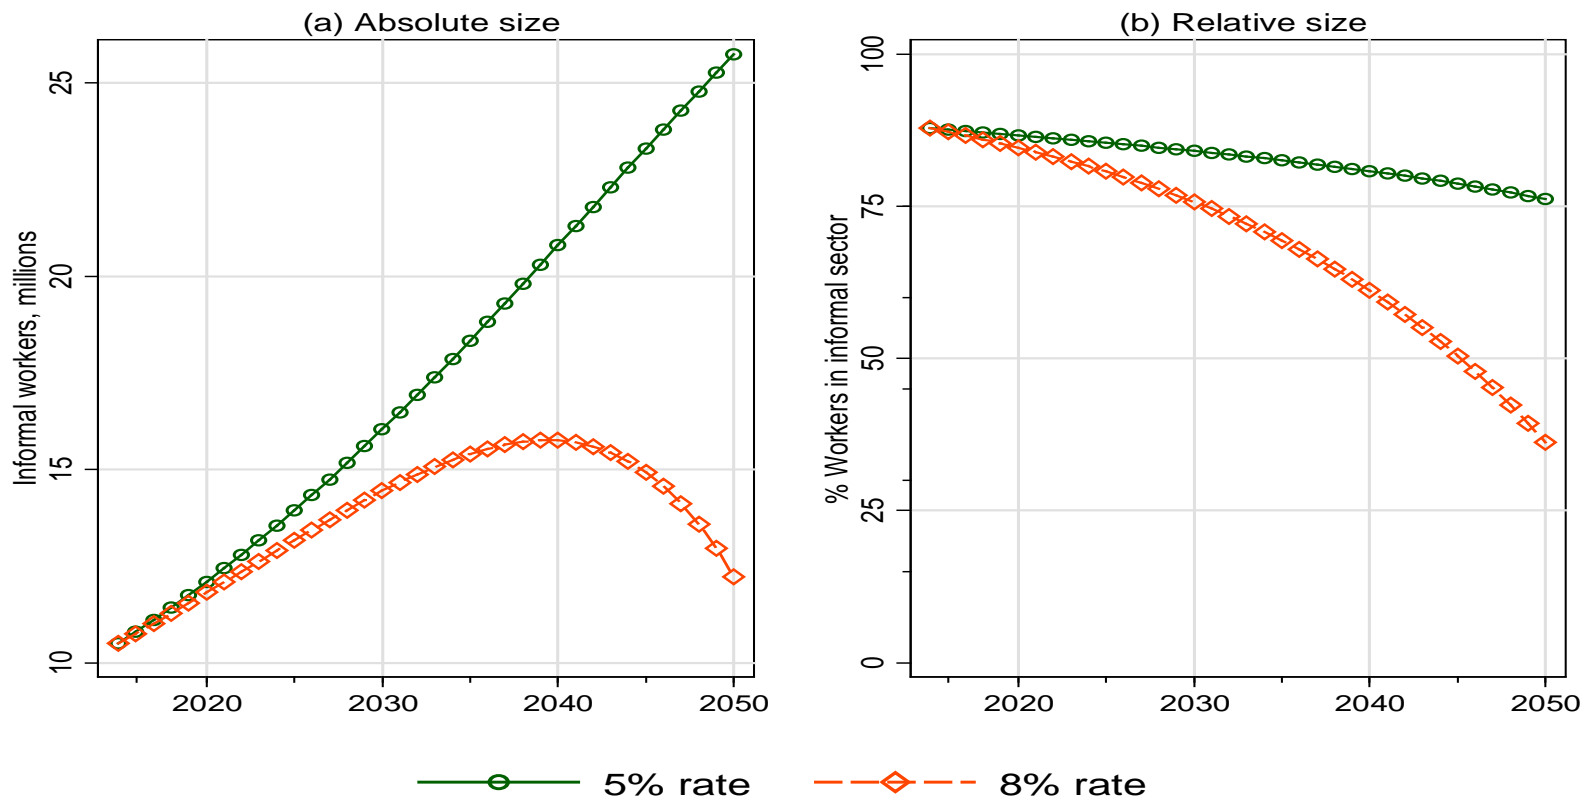 (a) Absolute size
Informal workers, millions
25
20
15
10
2020 2030 2040 2050
(b) Relative size
% Workers in informal sector
100
75
50
25
0
2020 2030 2040 2050
5% rate 8% rate